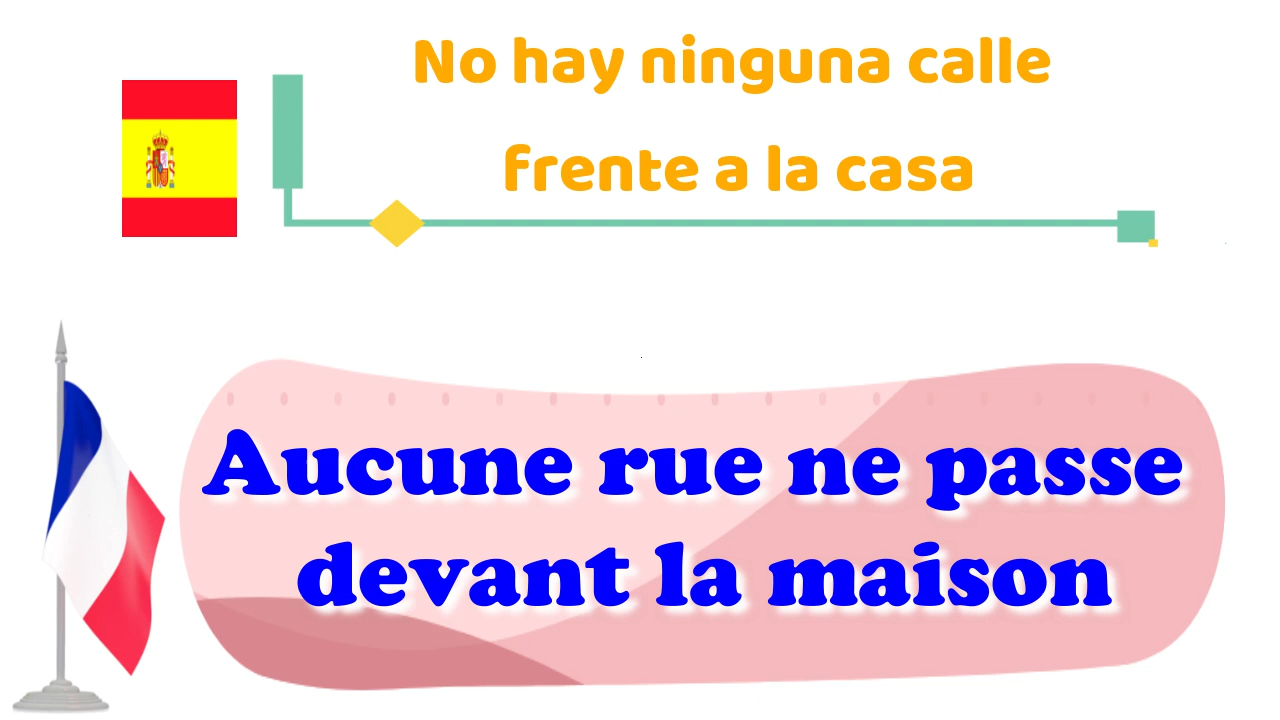 No hay ninguna calle
frente a la casa
Aucune rue ne passe
devant la maison